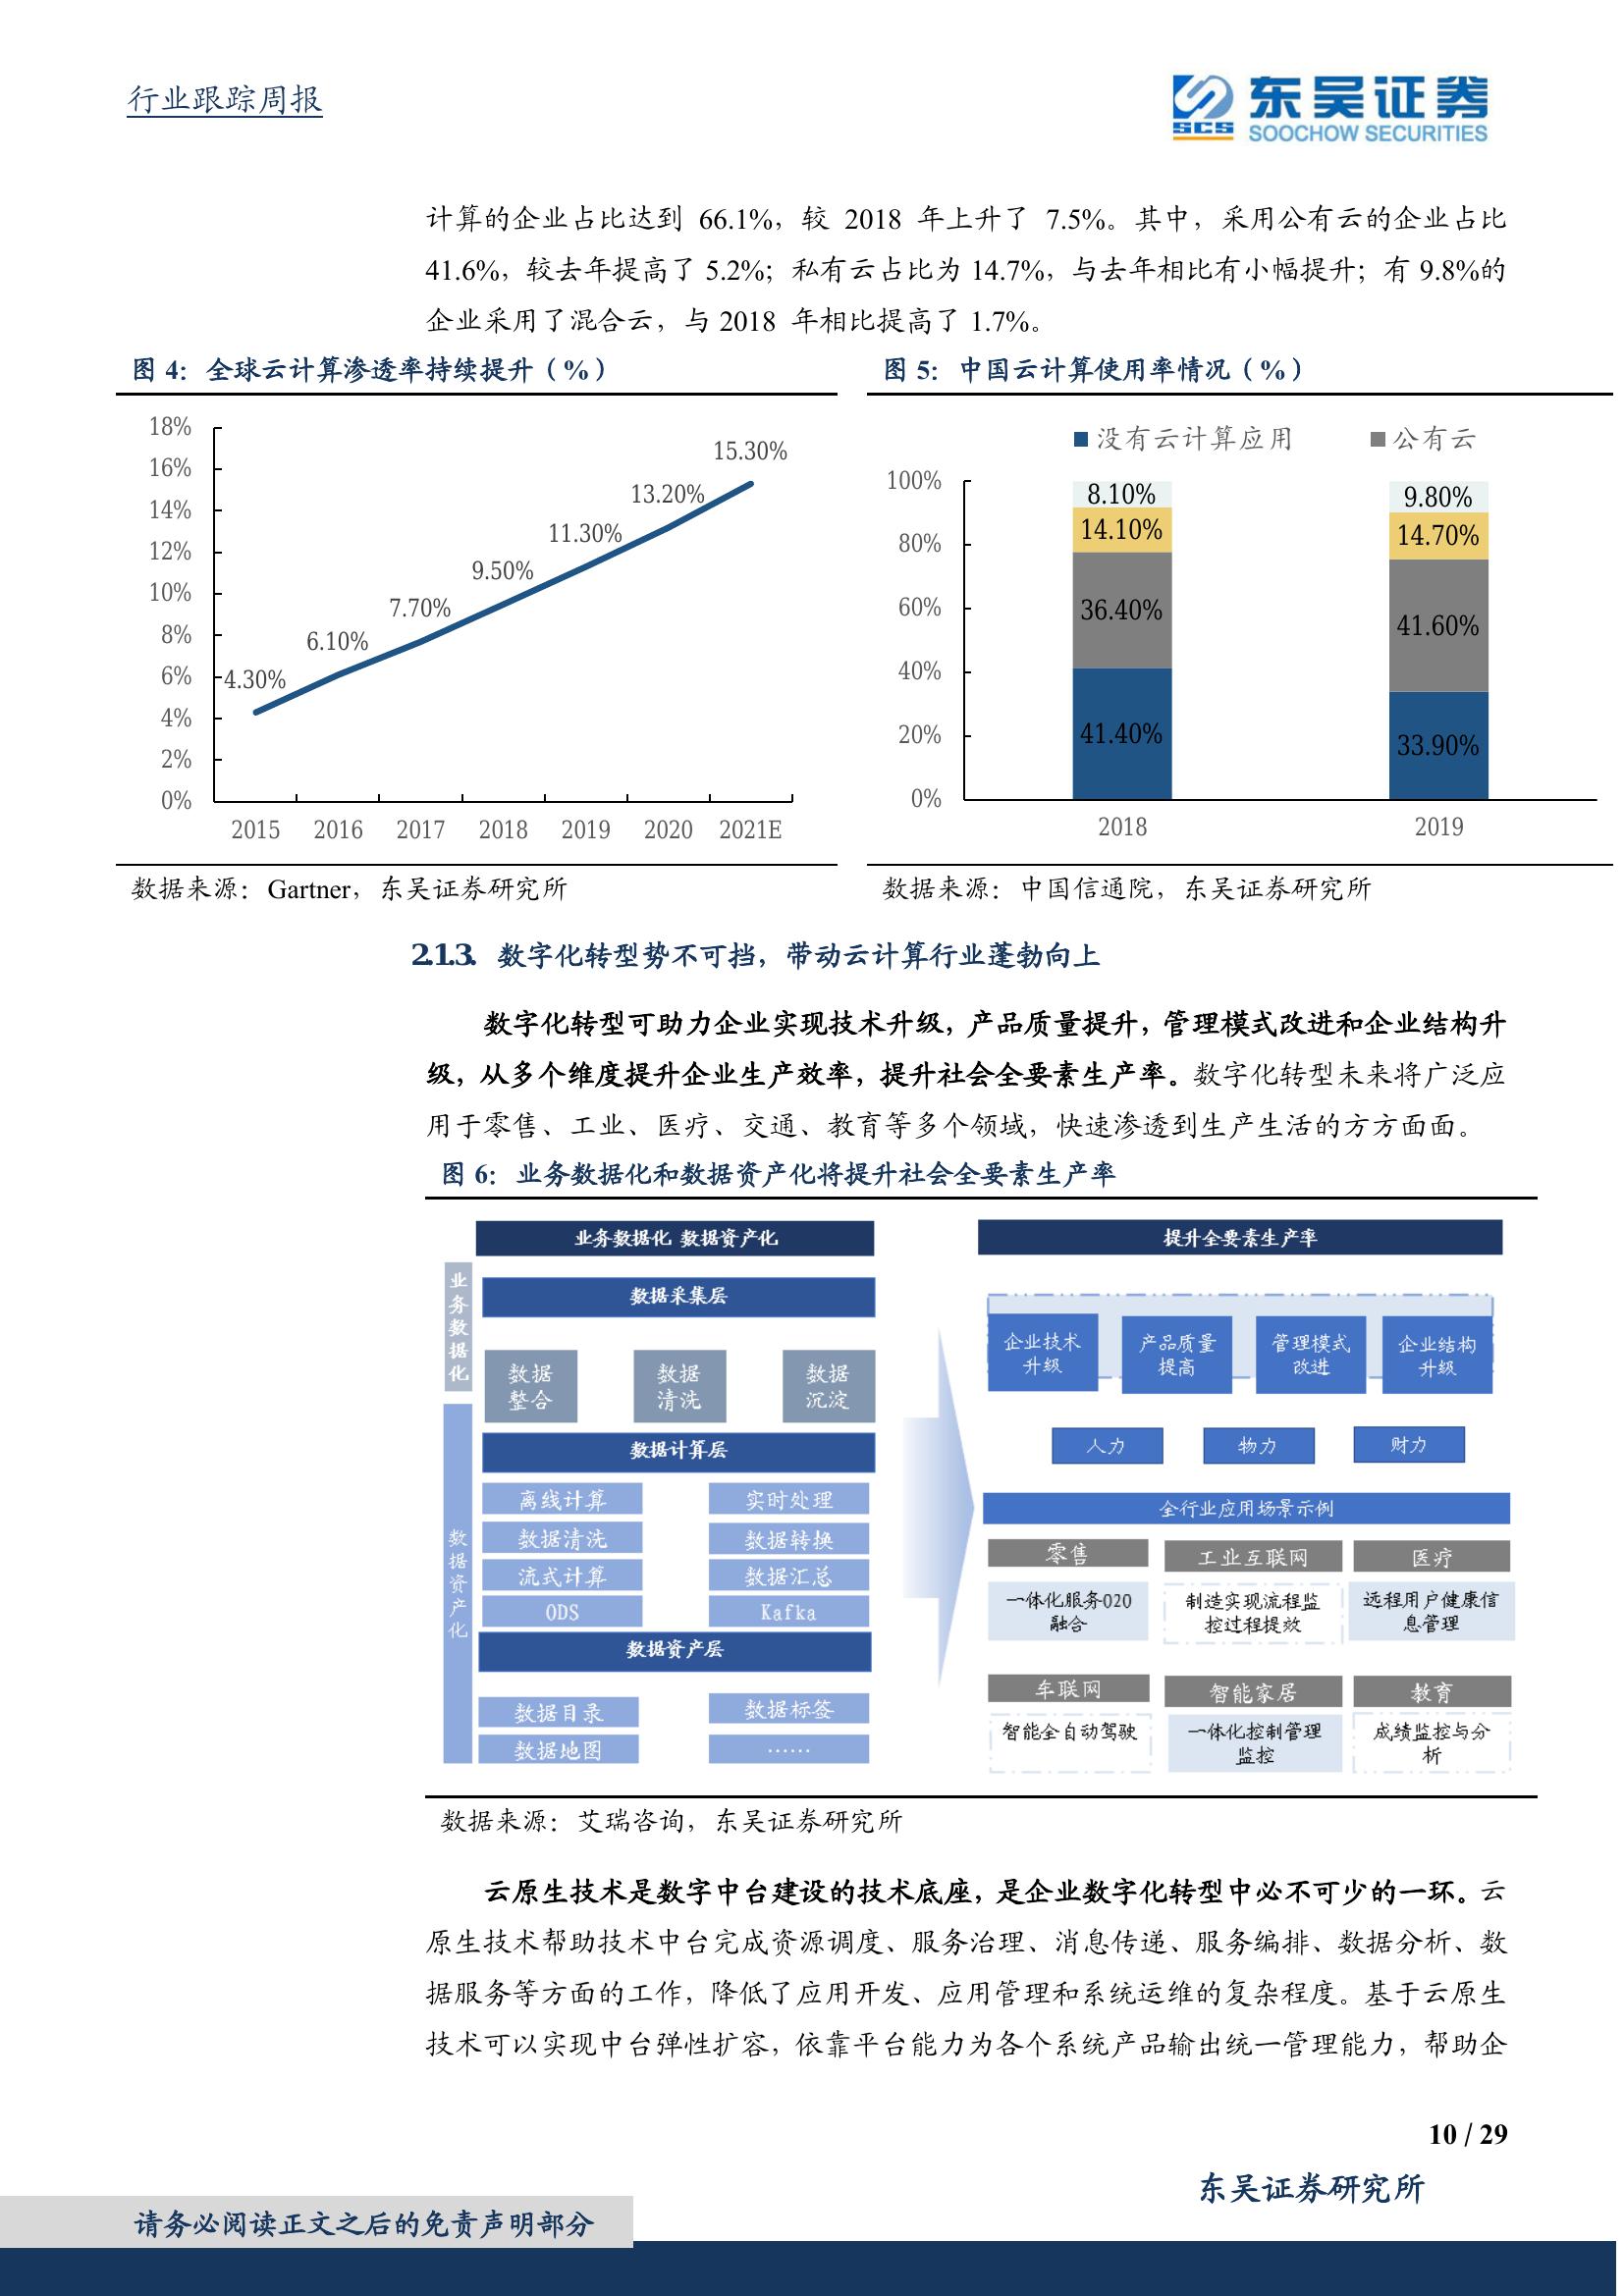 行业跟踪周报
东吴证券
SCS
SOOCHOW SECURITIES
计算的企业占比达到 66.1%，较 2018 年上升了 7.5%。其中，采用公有云的企业占比
41.6%，较去年提高了 5.2%；私有云占比为 14.7%，与去年相比有小幅提升；有 9.8%的
企业采用了混合云，与 2018 年相比提高了 1.7%。
图 4：全球云计算渗透率持续提升（%）
18%
16%
14%
12%
10%
8%
6%
4%
2%
0%
4.30%
6.10%
7.70%
9.50%
11.30%
13.20%
15.30%
2015 2016 2017 2018 2019 2020 2021E
数据来源：Gartner，东吴证券研究所
图 5：中国云计算使用率情况（%）
没有云计算应用 公有云
100%
80%
60%
40%
20%
0%
8.10%
14.10%
36.40%
41.40%
9.80%
14.70%
41.60%
33.90%
2018 2019
数据来源：中国信通院，东吴证券研究所
2.1.3. 数字化转型势不可挡，带动云计算行业蓬勃向上
数字化转型可助力企业实现技术升级，产品质量提升，管理模式改进和企业结构升
级，从多个维度提升企业生产效率，提升社会全要素生产率。数字化转型未来将广泛应
用于零售、工业、医疗、交通、教育等多个领域，快速渗透到生产生活的方方面面。
图 6：业务数据化和数据资产化将提升社会全要素生产率
业务数据化 数据资产化
业务数据化
数据采集层
数据整合
数据清洗
数据沉淀
数据资产化
数据计算层
离线计算 实时处理
数据清洗 数据转换
流式计算 数据汇总
ODS Kafka
数据资产层
数据目录 数据标签
数据地图 ……
提升全要素生产率
企业技术升级
产品质量提高
管理模式改进
企业结构升级
人力 物力 财力
全行业应用场景示例
零售 工业互联网 医疗
一体化服务O2O融合
制造实现流程监控过程提效
远程用户健康信息管理
车联网 智能家居 教育
智能全自动驾驶
一体化控制管理监控
成绩监控与分析
数据来源：艾瑞咨询，东吴证券研究所
云原生技术是数字中台建设的技术底座，是企业数字化转型中必不可少的一环。云
原生技术帮助技术中台完成资源调度、服务治理、消息传递、服务编排、数据分析、数
据服务等方面的工作，降低了应用开发、应用管理和系统运维的复杂程度。基于云原生
技术可以实现中台弹性扩容，依靠平台能力为各个系统产品输出统一管理能力，帮助企
10 / 29
东吴证券研究所
请务必阅读正文之后的免责声明部分